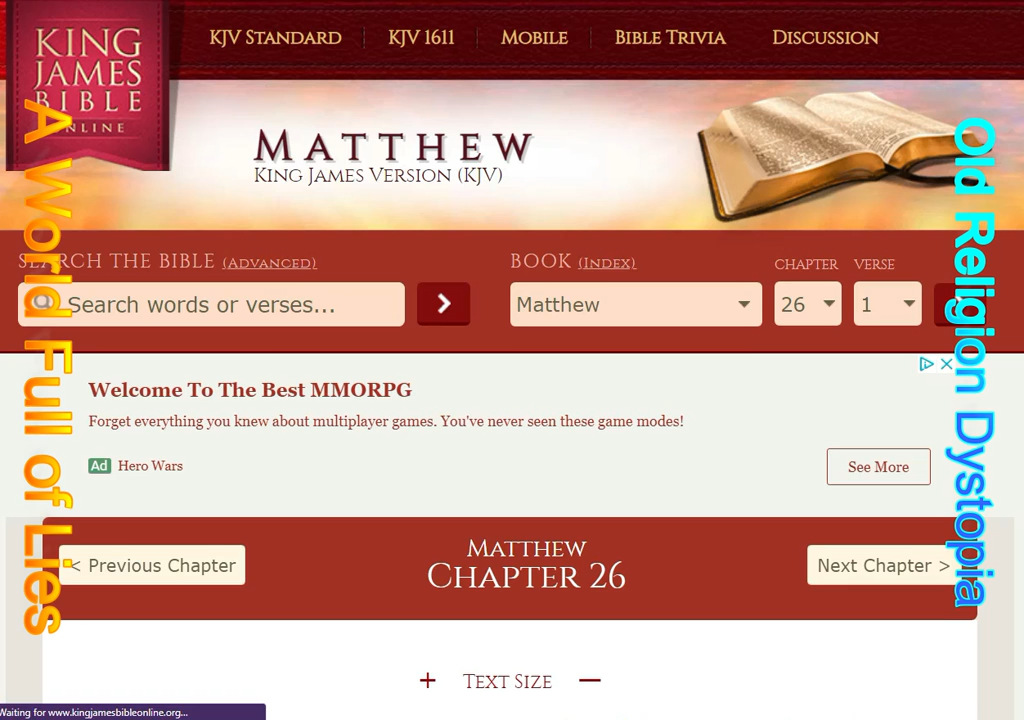 KING
JAMES
BIBLE
ONLINE
KJV Standard
KJV 1611
Mobile
Bible Trivia
Discussion
Matthew
King James Version (KJV)
SEARCH THE BIBLE (Advanced)
Search words or verses...
BOOK (Index)
Matthew
CHAPTER
26
VERSE
1
Welcome To The Best MMORPG
Forget everything you knew about multiplayer games. You've never seen these game modes!
Ad Hero Wars
See More
< Previous Chapter
Matthew
Chapter 26
Next Chapter >
+ Text Size —
Waiting for www.kingjamesbibleonline.org...
A World Full of Lies
Old Religion Dystopia